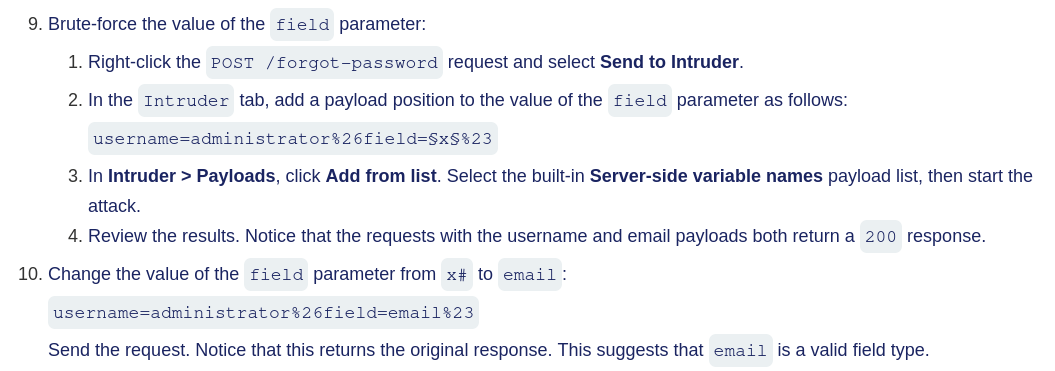 9. Brute-force the value of the field parameter:
1. Right-click the POST /forgot-password request and select Send to Intruder.
2. In the Intruder tab, add a payload position to the value of the field parameter as follows:
username=administrator%26field=§x§%23
3. In Intruder > Payloads, click Add from list. Select the built-in Server-side variable names payload list, then start the
attack.
4. Review the results. Notice that the requests with the username and email payloads both return a 200 response.
10. Change the value of the field parameter from x# to email:
username=administrator%26field=email%23
Send the request. Notice that this returns the original response. This suggests that email is a valid field type.